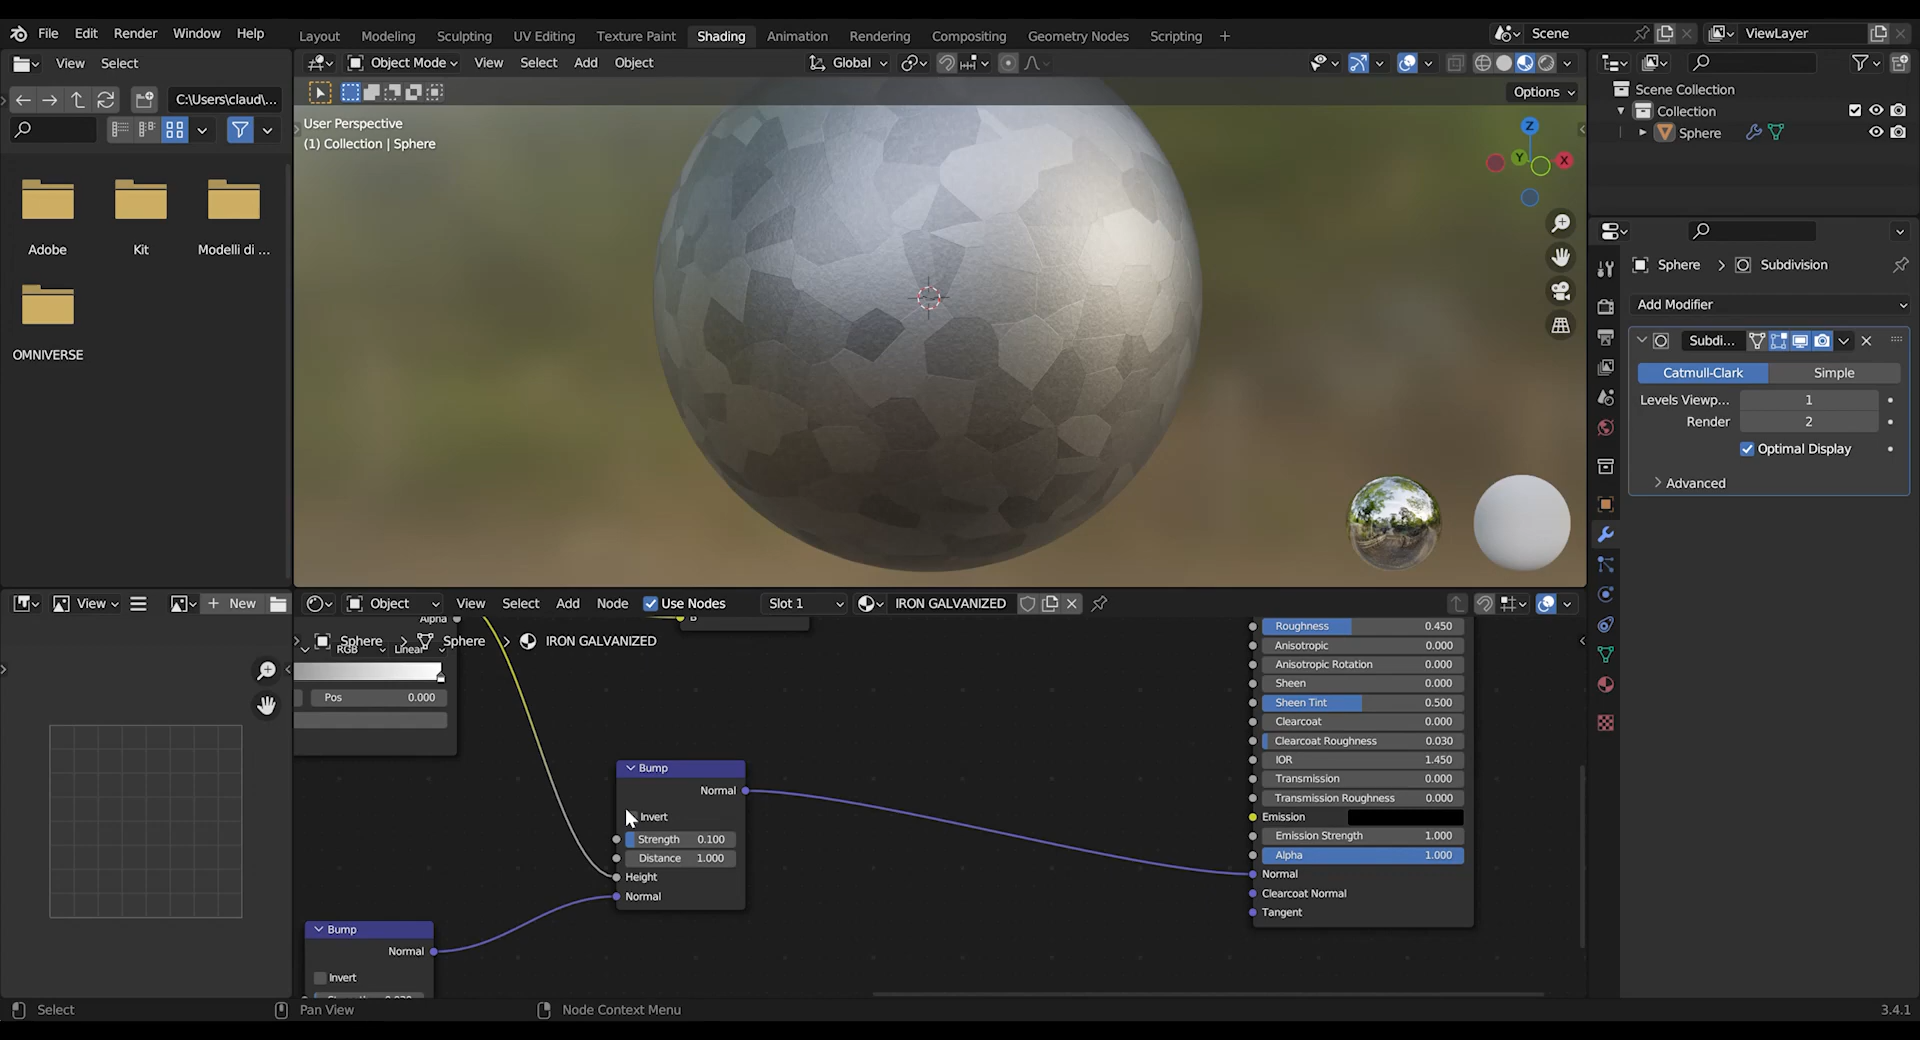 File Edit Render Window Help Layout Modeling Sculpting UV Editing Texture Paint Shading Animation Rendering Compositing Geometry Nodes Scripting + Scene ViewLayer
View Select Object Mode View Select Add Object Global
C:\Users\claud\... Options
User Perspective
(1) Collection | Sphere
Z
Y X
Adobe Kit Modelli di ...
OMNIVERSE
Scene Collection
Collection
Sphere
Sphere > Subdivision
Add Modifier
Subdi...
Catmull-Clark Simple
Levels Viewp... 1
Render 2
Optimal Display
Advanced
View + New
Object View Select Add Node Use Nodes Slot 1 IRON GALVANIZED
Alpha
B
Sphere > Sphere > IRON GALVANIZED
RGB Linear
Pos 0.000
Bump
Normal
Invert
Strength 0.100
Distance 1.000
Height
Normal
Bump
Normal
Invert
Strength 0.020
Roughness 0.450
Anisotropic 0.000
Anisotropic Rotation 0.000
Sheen 0.000
Sheen Tint 0.500
Clearcoat 0.000
Clearcoat Roughness 0.030
IOR 1.450
Transmission 0.000
Transmission Roughness 0.000
Emission
Emission Strength 1.000
Alpha 1.000
Normal
Clearcoat Normal
Tangent
Select Pan View Node Context Menu 3.4.1